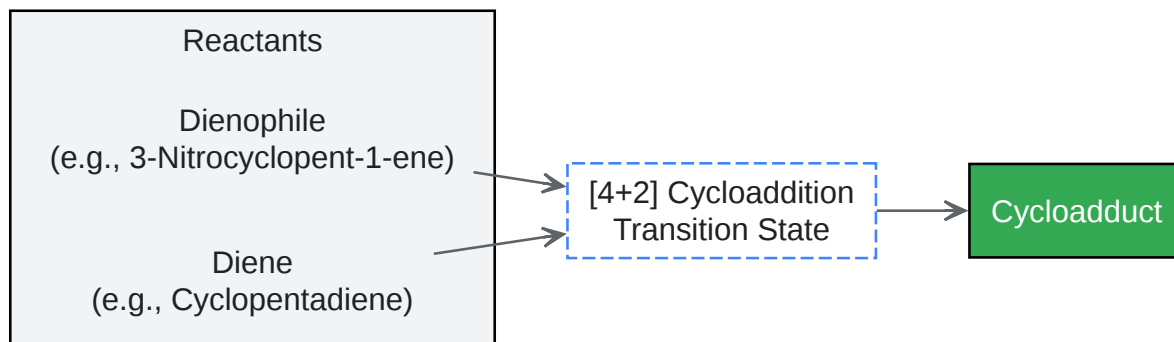 Reactants
Dienophile
(e.g., 3-Nitrocyclopent-1-ene)
Diene
(e.g., Cyclopentadiene)
[4+2] Cycloaddition
Transition State
Cycloadduct